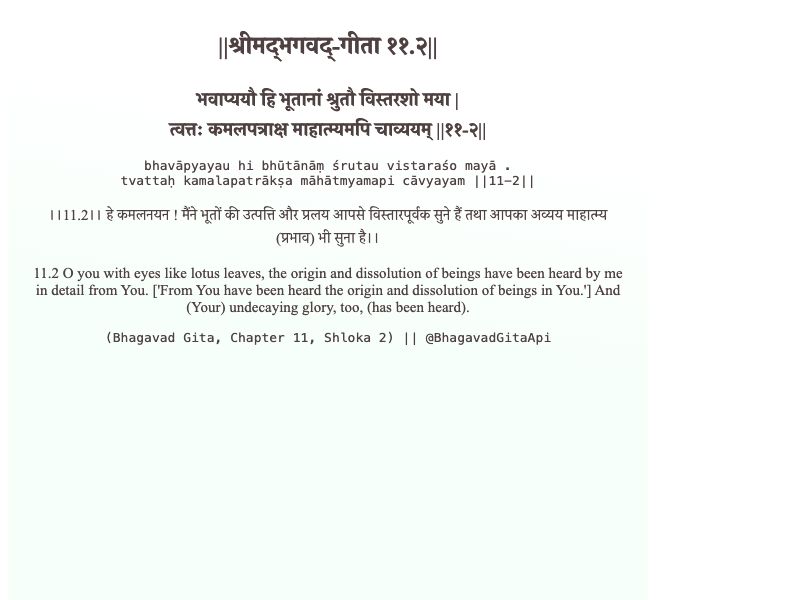 ||श्रीमद्‍भगवद्‍-गीता ११.२||
भवाप्ययौ हि भूतानां श्रुतौ विस्तरशो मया |
त्वत्तः कमलपत्राक्ष माहात्म्यमपि चाव्ययम् ||११-२||
bhavāpyayau hi bhūtānāṃ śrutau vistaraśo mayā .
tvattaḥ kamalapatrākṣa māhātmyamapi cāvyayam ||11-2||
।।11.2।। हे कमलनयन ! मैंने भूतों की उत्पत्ति और प्रलय आपसे विस्तारपूर्वक सुने हैं तथा आपका अव्यय माहात्म्य
(प्रभाव) भी सुना है।।
11.2 O you with eyes like lotus leaves, the origin and dissolution of beings have been heard by me
in detail from You. ['From You have been heard the origin and dissolution of beings in You.'] And
(Your) undecaying glory, too, (has been heard).
(Bhagavad Gita, Chapter 11, Shloka 2) || @BhagavadGitaApi